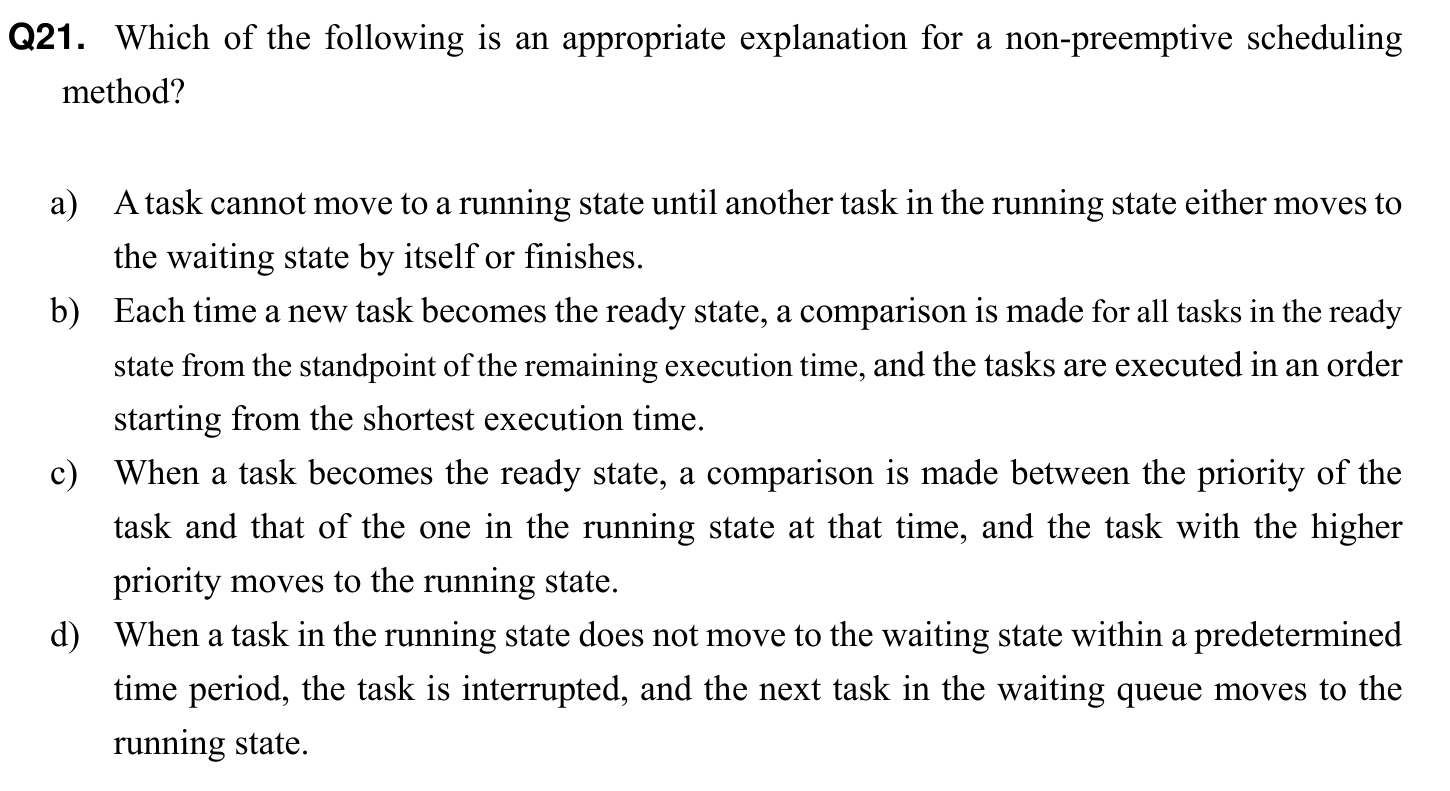 Q21. Which of the following is an appropriate explanation for a non-preemptive scheduling
method?
a) A task cannot move to a running state until another task in the running state either moves to
the waiting state by itself or finishes.
b) Each time a new task becomes the ready state, a comparison is made for all tasks in the ready
state from the standpoint of the remaining execution time, and the tasks are executed in an order
starting from the shortest execution time.
c) When a task becomes the ready state, a comparison is made between the priority of the
task and that of the one in the running state at that time, and the task with the higher
priority moves to the running state.
d) When a task in the running state does not move to the waiting state within a predetermined
time period, the task is interrupted, and the next task in the waiting queue moves to the
running state.